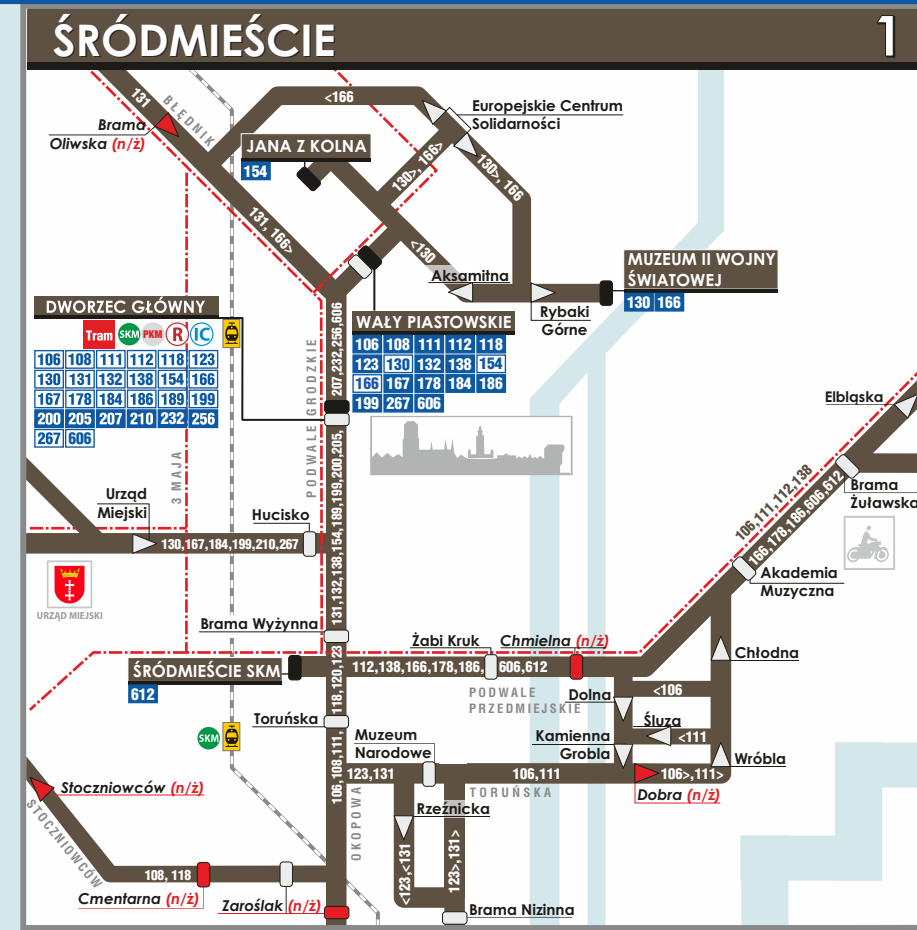 ŚRÓDMIEŚCIE 1
131
BŁĘDNIK
<166
Europejskie Centrum
Solidarności
Brama
Oliwska (n/ż)
JANA Z KOLNA
154
130>, 166>
130>, 166
131, 166>
<130
Aksamitna
Rybaki
Górne
MUZEUM II WOJNY
ŚWIATOWEJ
130 166
DWORZEC GŁÓWNY
Tram SKM PKM R IC
106 108 111 112 118 123
130 131 132 138 154 166
167 178 184 186 189 199
200 205 207 210 232 256
267 606
207,232,256,606
WAŁY PIASTOWSKIE
106 108 111 112 118
123 130 132 138 154
166 167 178 184 186
199 267 606
PODWALE GRODZKIE
3 MAJA
Elbląska
Urząd
Miejski
Hucisko
130,167,184,199,210,267
URZĄD MIEJSKI
131,132,138,154,189,199,200,205,
106,111,112,138
166,178,186,606,612
Brama
Żuławska
Akademia
Muzyczna
Brama Wyżynna
Żabi Kruk
Chmielna (n/ż)
Chłodna
ŚRÓDMIEŚCIE SKM
612
112,138,166,178,186, 606,612
PODWALE
PRZEDMIEJSKIE
Dolna
<106
118,120,123
Toruńska
SKM
Muzeum
Narodowe
Kamienna
Grobla
Śluza
<111
Wróbla
123,131
106,111
106>,111>
TORUŃSKA
Dobra (n/ż)
106,108,111,
OKOPOWA
Stoczniowców (n/ż)
STOCZNIOWCÓW
Rzeźnicka
<123,<131
123>,131>
108, 118
Cmentarna (n/ż)
Zaroślak (n/ż)
Brama Nizinna